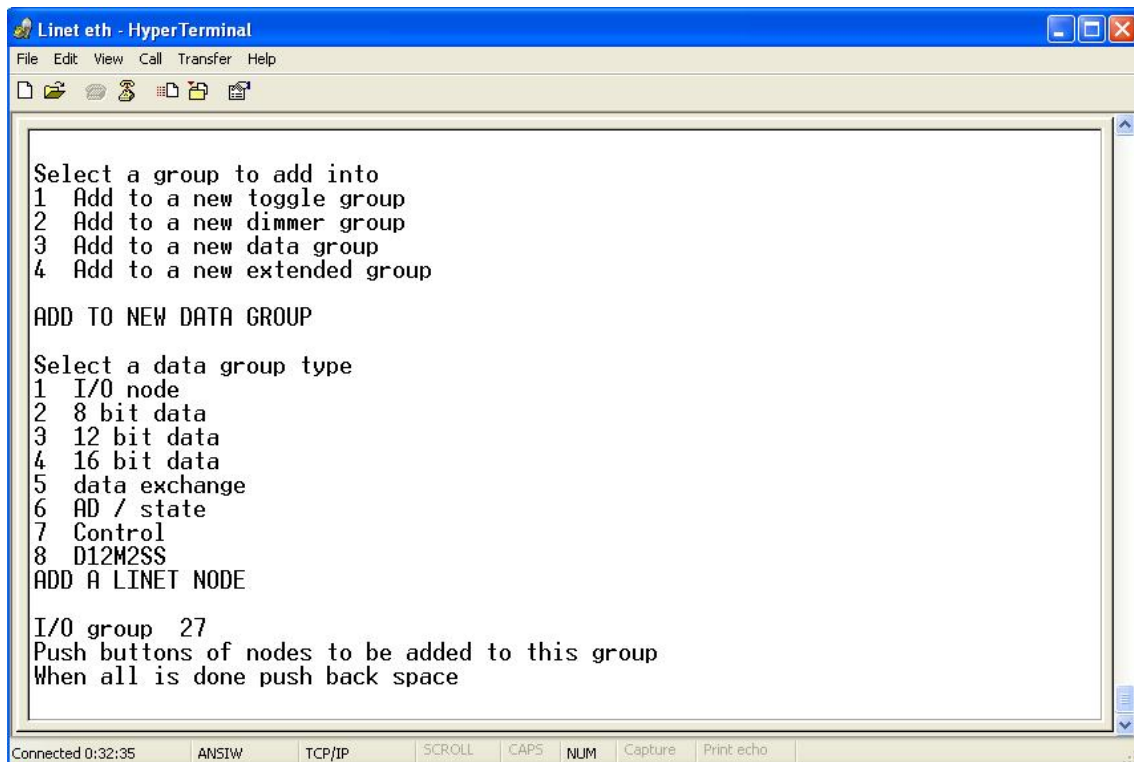 Linet eth - HyperTerminal
File Edit View Call Transfer Help
Select a group to add into
1 Add to a new toggle group
2 Add to a new dimmer group
3 Add to a new data group
4 Add to a new extended group
ADD TO NEW DATA GROUP
Select a data group type
1 I/O node
2 8 bit data
3 12 bit data
4 16 bit data
5 data exchange
6 AD / state
7 Control
8 D12M2SS
ADD A LINET NODE
I/O group 27
Push buttons of nodes to be added to this group
When all is done push back space
Connected 0:32:35 ANSIW TCP/IP SCROLL CAPS NUM Capture Print echo